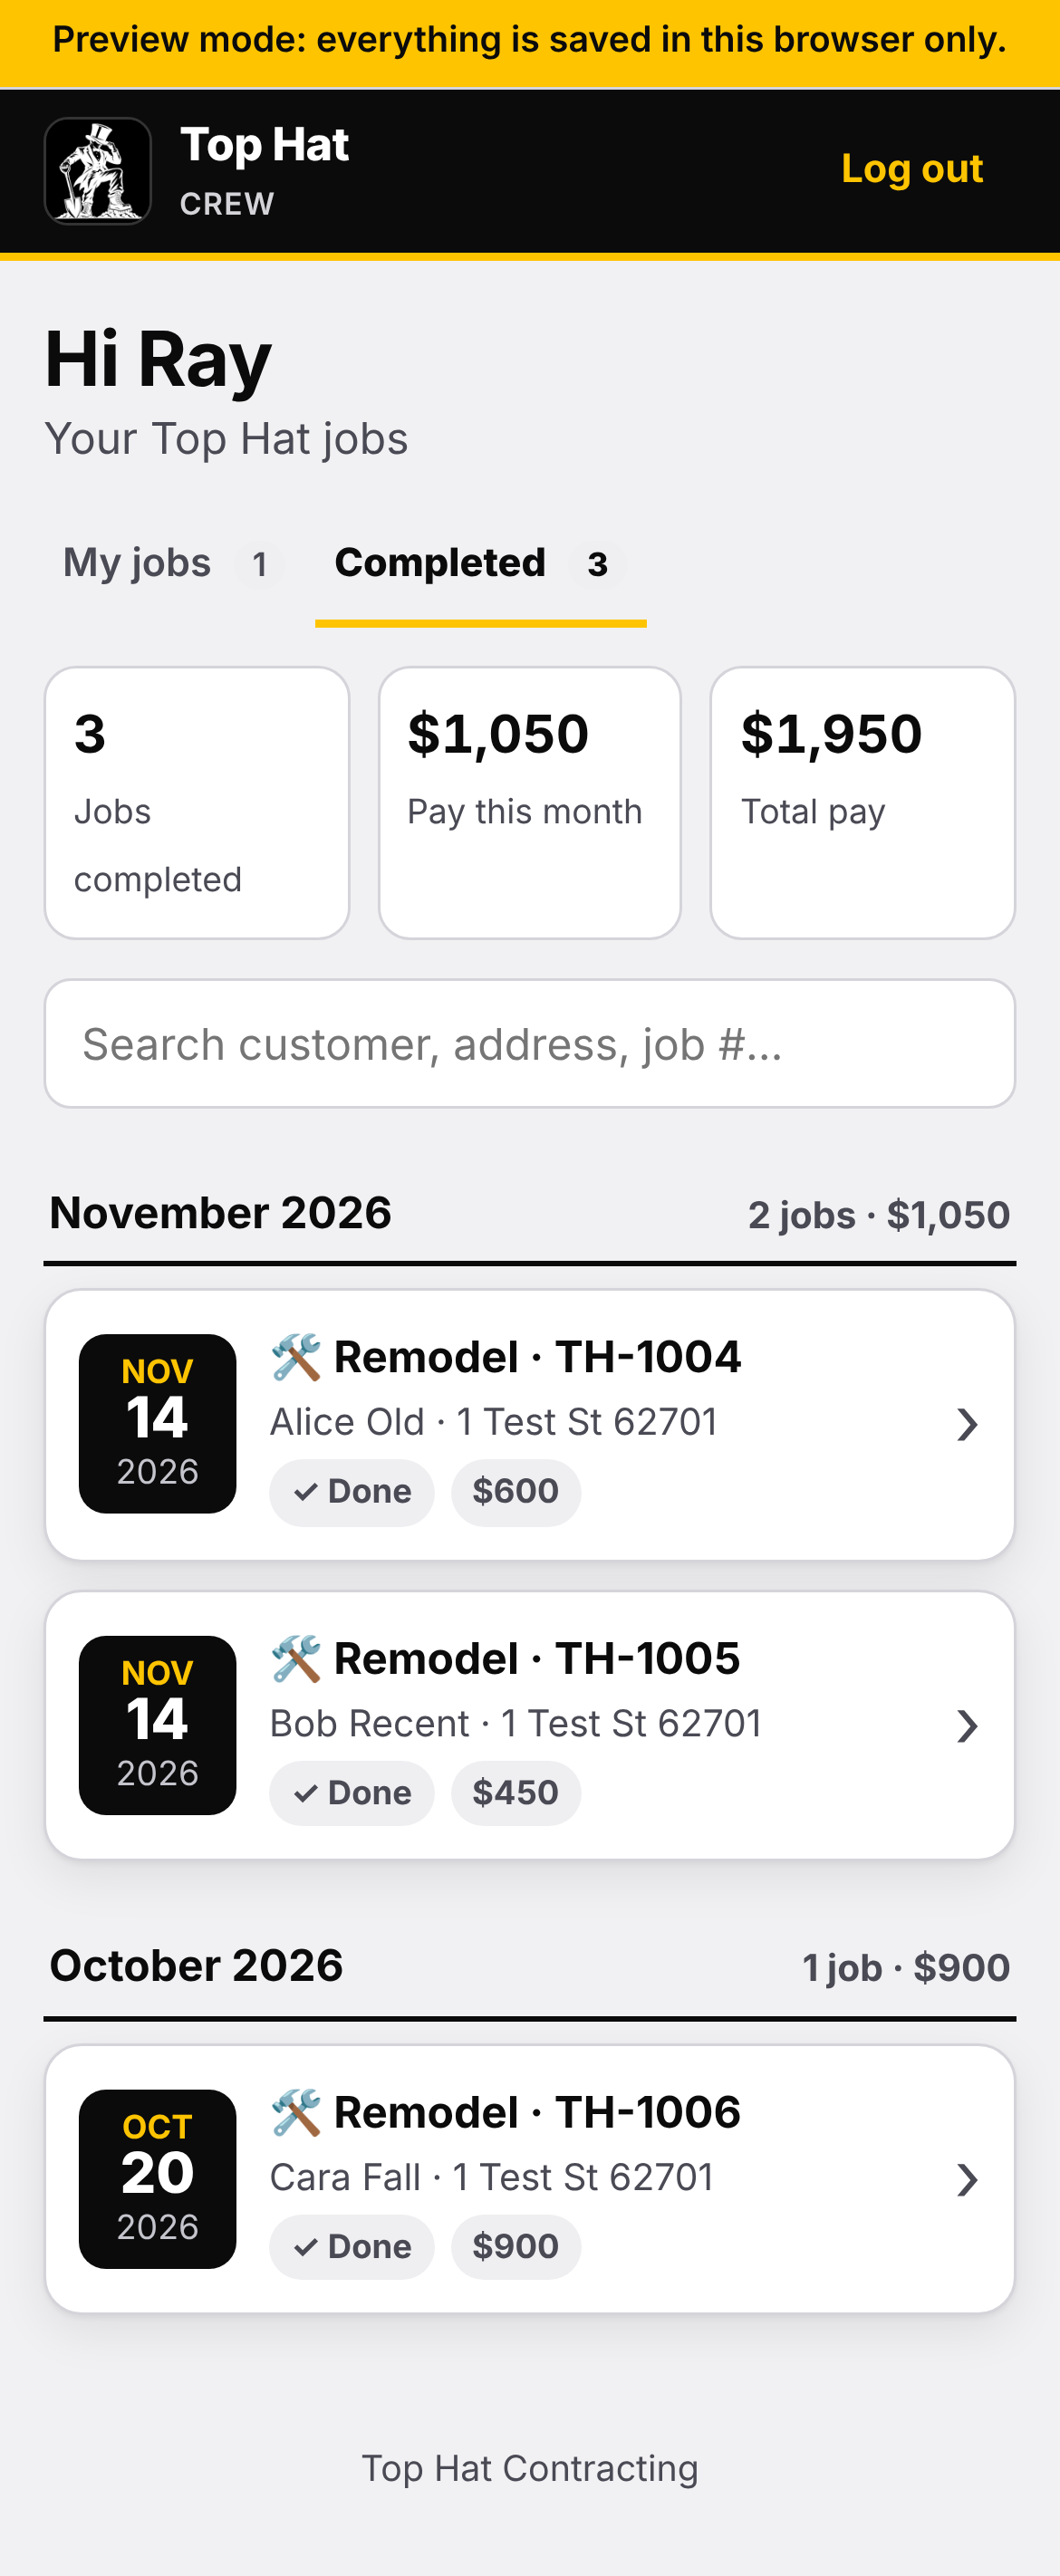 Preview mode: everything is saved in this browser only.
Top Hat
CREW
Log out
Hi Ray
Your Top Hat jobs
My jobs 1
Completed 3
3
Jobs
completed
$1,050
Pay this month
$1,950
Total pay
Search customer, address, job #...
November 2026
2 jobs · $1,050
NOV
14
2026
🛠️ Remodel · TH-1004
Alice Old · 1 Test St 62701
✓ Done
$600
NOV
14
2026
🛠️ Remodel · TH-1005
Bob Recent · 1 Test St 62701
✓ Done
$450
October 2026
1 job · $900
OCT
20
2026
🛠️ Remodel · TH-1006
Cara Fall · 1 Test St 62701
✓ Done
$900
Top Hat Contracting